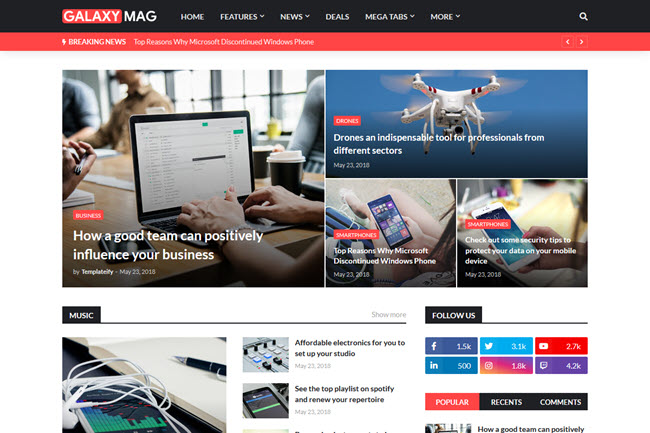 GALAXY MAG
HOME FEATURES NEWS DEALS MEGA TABS MORE
BREAKING NEWS Top Reasons Why Microsoft Discontinued Windows Phone
BUSINESS
How a good team can positively
influence your business
by Templateify - May 23, 2018
DRONES
Drones an indispensable tool for professionals from
different sectors
May 23, 2018
SMARTPHONES
Top Reasons Why Microsoft
Discontinued Windows Phone
May 23, 2018
SMARTPHONES
Check out some security tips to
protect your data on your mobile
device
May 23, 2018
MUSIC Show more
Affordable electronics for you to
set up your studio
May 23, 2018
See the top playlist on spotify
and renew your repertoire
May 23, 2018
FOLLOW US
1.5k 3.1k 2.7k
in 500 1.8k 4.2k
POPULAR RECENTS COMMENTS
How a good team can positively